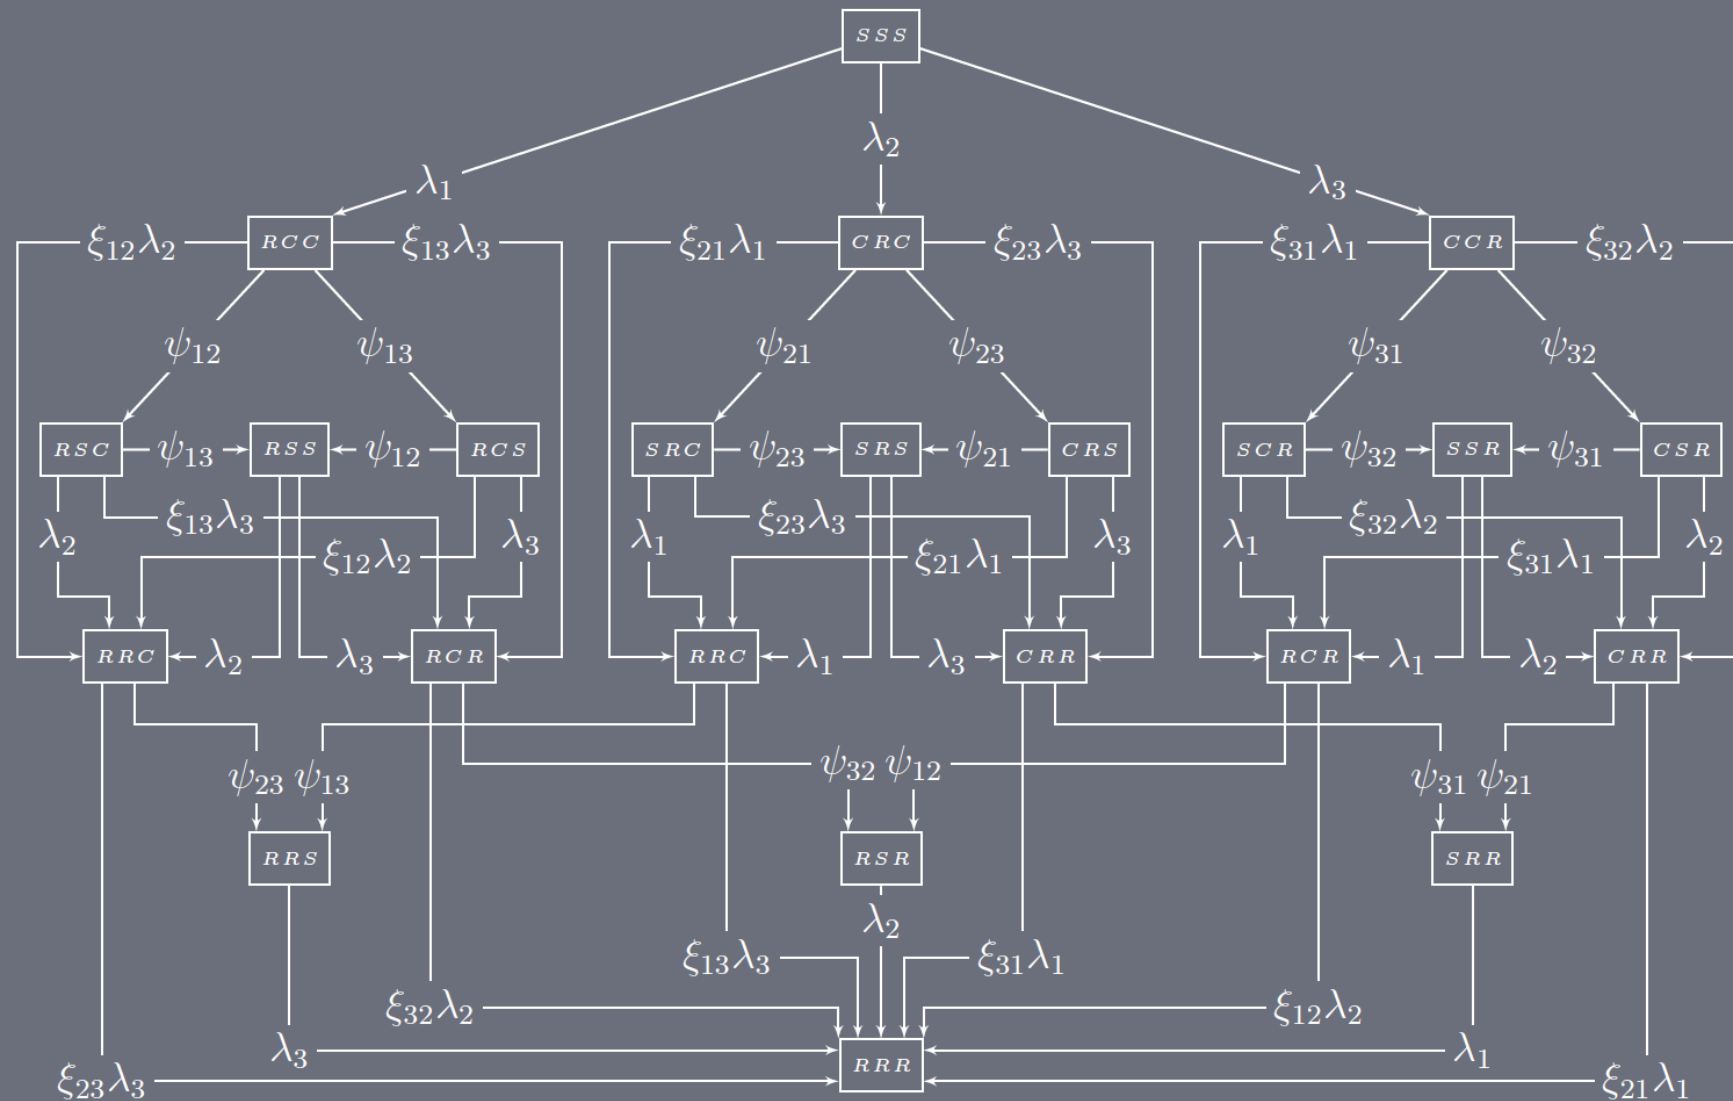 SSS
λ₂
λ₁ λ₃
ξ₁₂λ₂ RCC ξ₁₃λ₃ ξ₂₁λ₁ CRC ξ₂₃λ₃ ξ₃₁λ₁ CCR ξ₃₂λ₂
ψ₁₂ ψ₁₃ ψ₂₁ ψ₂₃ ψ₃₁ ψ₃₂
RSC ψ₁₃ RSS ψ₁₂ RCS SRC ψ₂₃ SRS ψ₂₁ CRS SCR ψ₃₂ SSR ψ₃₁ CSR
ξ₁₃λ₃ ξ₂₃λ₃ ξ₃₂λ₂
λ₂ λ₃ λ₁ λ₃ λ₁ λ₂
ξ₁₂λ₂ ξ₂₁λ₁ ξ₃₁λ₁
RRC λ₂ λ₃ RCR RRC λ₁ λ₃ CRR RCR λ₁ λ₂ CRR
ψ₂₃ ψ₁₃ ψ₃₂ ψ₁₂ ψ₃₁ ψ₂₁
RRS RSR SRR
λ₂
ξ₁₃λ₃ ξ₃₁λ₁
ξ₃₂λ₂ ξ₁₂λ₂
λ₃ RRR λ₁
ξ₂₃λ₃ ξ₂₁λ₁